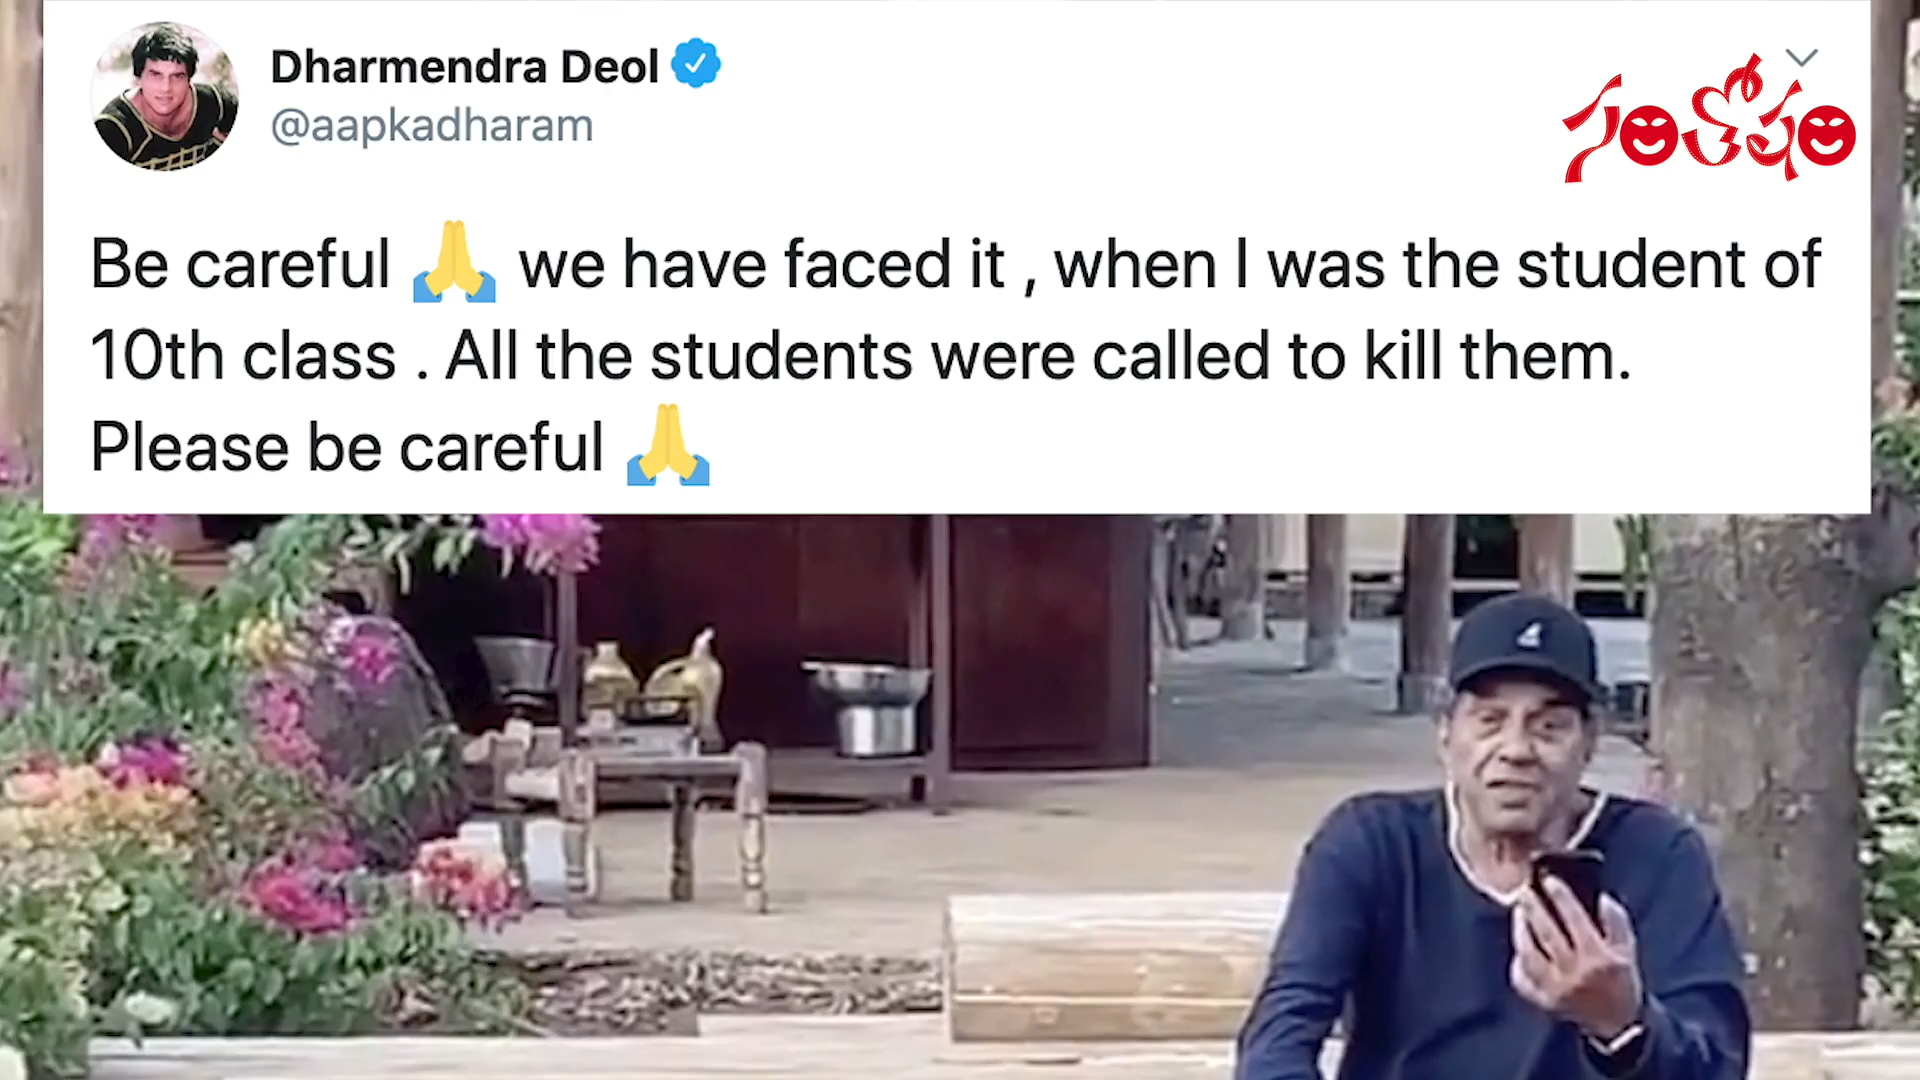 Dharmendra Deol
@aapkadharam
సంతోషం
Be careful 🙏 we have faced it , when I was the student of
10th class . All the students were called to kill them.
Please be careful 🙏